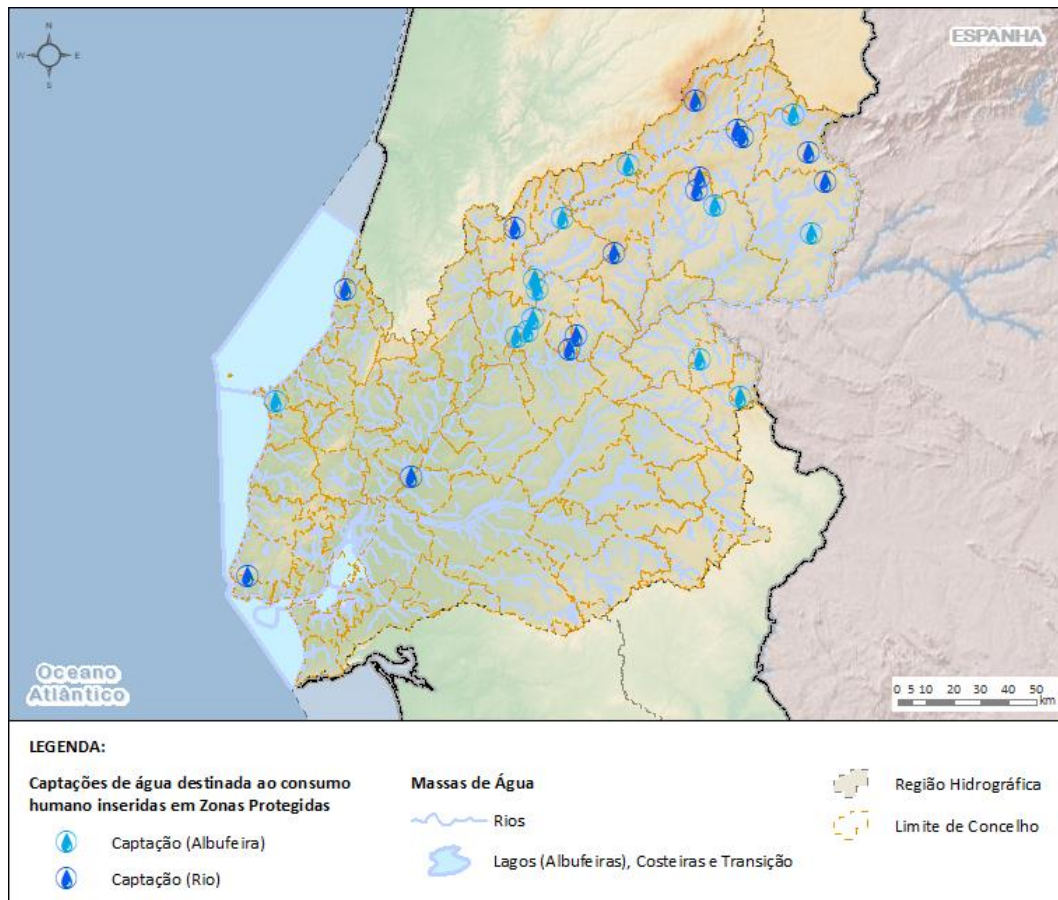 N
W E
S
ESPANHA
Oceano
Atlântico
0 5 10 20 30 40 50
km
LEGENDA:
Captações de água destinada ao consumo
humano inseridas em Zonas Protegidas
Captação (Albufeira)
Captação (Rio)
Massas de Água
Rios
Lagos (Albufeiras), Costeiras e Transição
Região Hidrográfica
Limite de Concelho